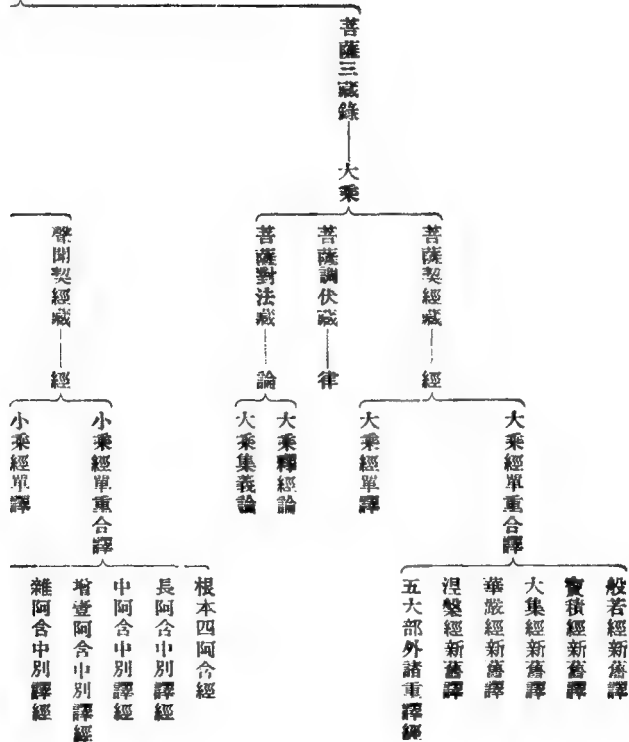 菩薩三藏錄
大乘
菩薩契經藏
經
大乘經單重合譯
般若經新舊譯
寶積經新舊譯
大集經新舊譯
華嚴經新舊譯
涅槃經新舊譯
五大部外諸重譯經
大乘經單譯
菩薩調伏藏
律
菩薩對法藏
論
大乘釋經論
大乘集義論
聲聞契經藏
經
小乘經單重合譯
根本四阿含經
長阿含中別譯經
中阿含中別譯經
增壹阿含中別譯經
雜阿含中別譯經
小乘經單譯